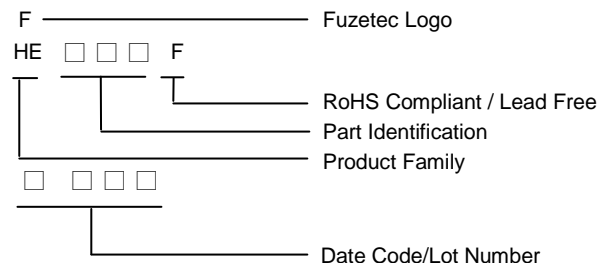 F Fuzetec Logo
HE □ □ □ F
RoHS Compliant / Lead Free
Part Identification
Product Family
□ □ □ □
Date Code/Lot Number